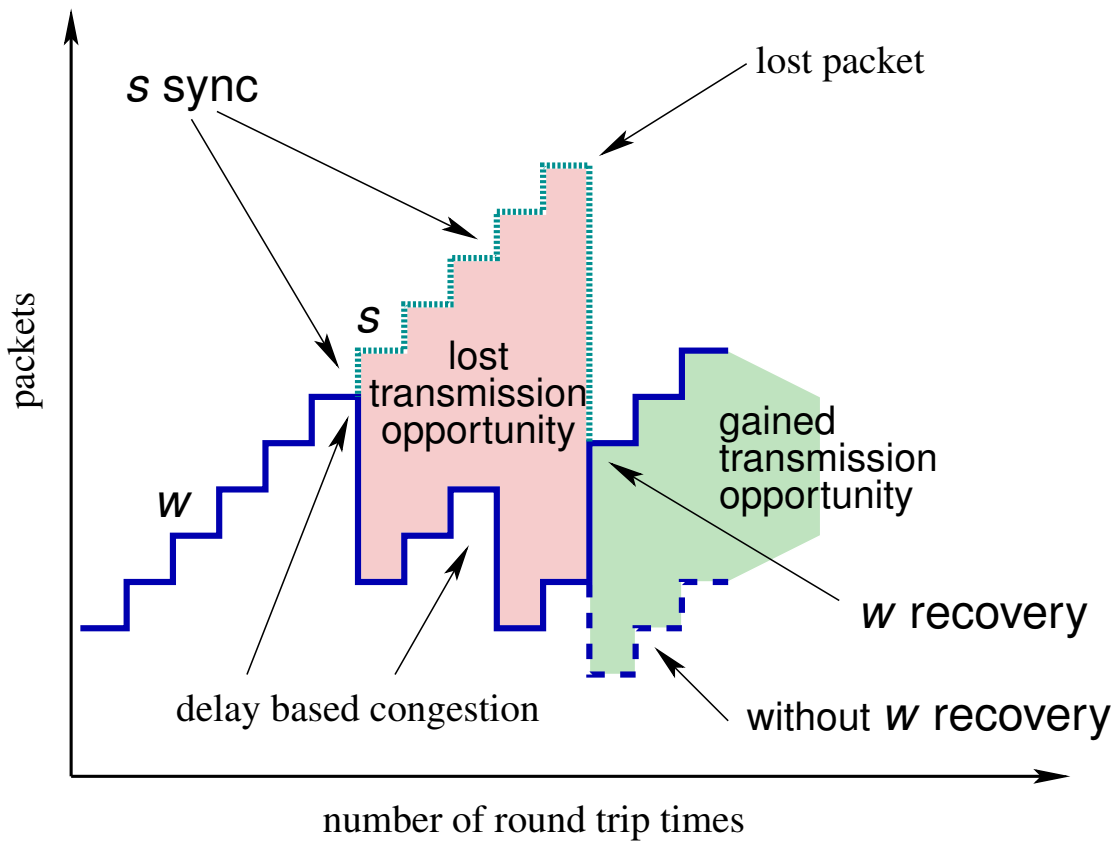 lost packet
s sync
s
lost
transmission
opportunity
packets
gained
transmission
opportunity
w
w recovery
delay based congestion
without w recovery
number of round trip times